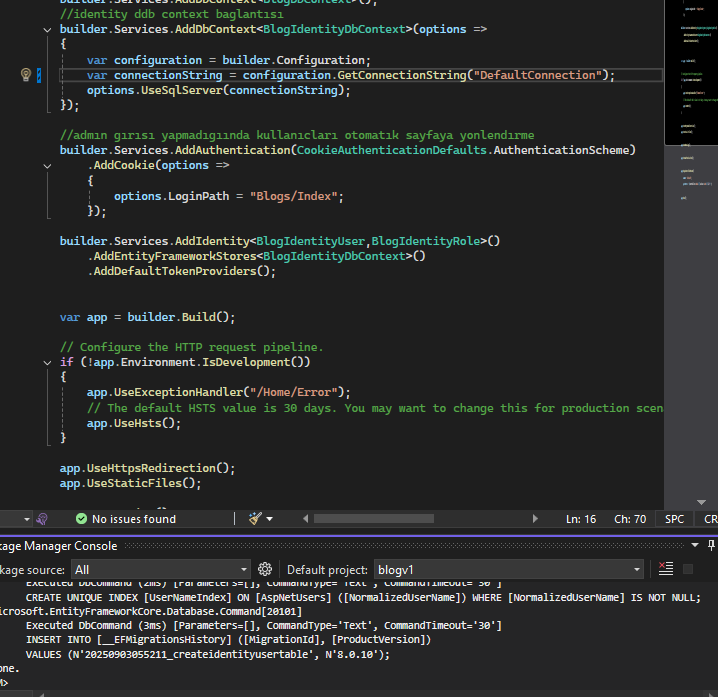 builder.Services.AddDbContext<BlogDbContext>();
//identity ddb context baglantısı
builder.Services.AddDbContext<BlogIdentityDbContext>(options =>
{
var configuration = builder.Configuration;
var connectionString = configuration.GetConnectionString("DefaultConnection");
options.UseSqlServer(connectionString);
});
//admın gırısı yapmadıgıında kullanıcları otomatık sayfaya yonlendırme
builder.Services.AddAuthentication(CookieAuthenticationDefaults.AuthenticationScheme)
.AddCookie(options =>
{
options.LoginPath = "Blogs/Index";
});
builder.Services.AddIdentity<BlogIdentityUser,BlogIdentityRole>()
.AddEntityFrameworkStores<BlogIdentityDbContext>()
.AddDefaultTokenProviders();
var app = builder.Build();
// Configure the HTTP request pipeline.
if (!app.Environment.IsDevelopment())
{
app.UseExceptionHandler("/Home/Error");
// The default HSTS value is 30 days. You may want to change this for production scen
app.UseHsts();
}
app.UseHttpsRedirection();
app.UseStaticFiles();
No issues found
Ln: 16 Ch: 70 SPC CR
kage Manager Console
kage source: All Default project: blogv1
Executed DbCommand (2ms) [Parameters=[], CommandType='Text', CommandTimeout='30']
CREATE UNIQUE INDEX [UserNameIndex] ON [AspNetUsers] ([NormalizedUserName]) WHERE [NormalizedUserName] IS NOT NULL;
icrosoft.EntityFrameworkCore.Database.Command[20101]
Executed DbCommand (3ms) [Parameters=[], CommandType='Text', CommandTimeout='30']
INSERT INTO [__EFMigrationsHistory] ([MigrationId], [ProductVersion])
VALUES (N'20250903055211_createidentityusertable', N'8.0.10');
one.
M>